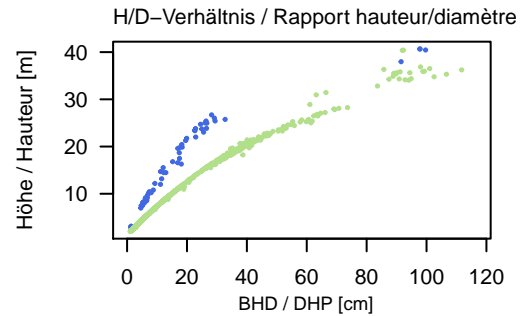 H/D−Verhältnis / Rapport hauteur/diamètre
Höhe / Hauteur [m]
40
30
20
10
0 20 40 60 80 100 120
BHD / DHP [cm]